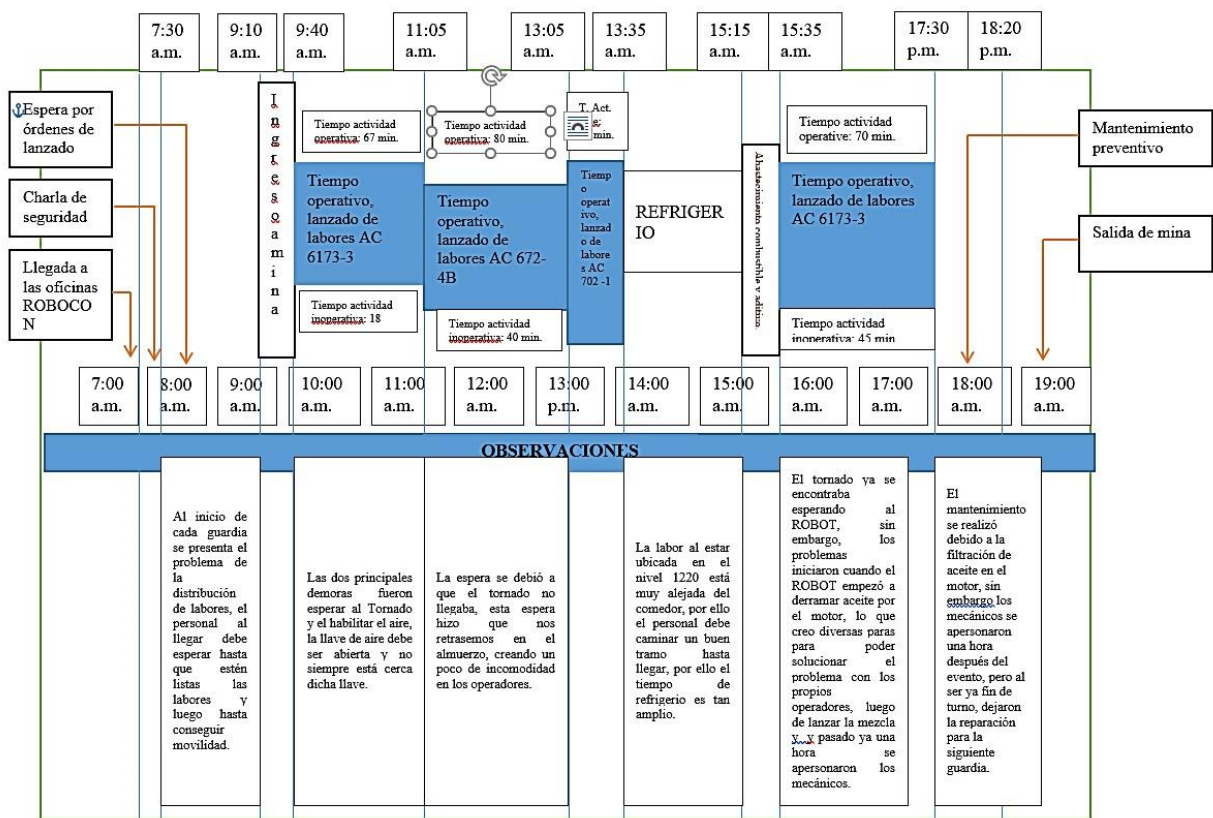 7:30
a.m.
9:10
a.m.
9:40
a.m.
11:05
a.m.
13:05
a.m.
13:35
a.m.
15:15
a.m.
15:35
a.m.
17:30
p.m.
18:20
p.m.
Espera por
órdenes de
lanzado
Charla de
seguridad
Llegada a
las oficinas
ROBOCO
N
Ingreso a mina
Tiempo actividad
operativa: 67 min.
Tiempo
operativo,
lanzado de
labores AC
6173-3
Tiempo actividad
inoperativa: 18
Tiempo actividad
operativa: 80 min.
Tiempo
operativo,
lanzado de
labores AC 672-
4B
Tiempo actividad
inoperativa: 40 min.
T. Act.
min.
Tiemp
o
operat
ivo,
lanzad
o de
labore
s AC
702 -1
REFRIGER
IO
Abastecimiento combustible y aditivo.
Tiempo actividad
operative: 70 min.
Tiempo operativo,
lanzado de labores
AC 6173-3
Tiempo actividad
inoperativa: 45 min
Mantenimiento
preventivo
Salida de mina
7:00
a.m.
8:00
a.m.
9:00
a.m.
10:00
a.m.
11:00
a.m.
12:00
a.m.
13:00
p.m.
14:00
a.m.
15:00
a.m.
16:00
a.m.
17:00
a.m.
18:00
a.m.
19:00
a.m.
OBSERVACIONES
Al inicio de
cada guardia
se presenta el
problema de
la
distribución
de labores, el
personal al
llegar debe
esperar hasta
que estén
listas las
labores y
luego hasta
conseguir
movilidad.
Las dos principales
demoras fueron
esperar al Tornado
y el habilitar el aire,
la llave de aire debe
ser abierta y no
siempre está cerca
dicha llave.
La espera se debió a
que el tornado no
llegaba, esta espera
hizo que nos
retrasemos en el
almuerzo, creando un
poco de incomodidad
en los operadores.
La labor al estar
ubicada en el
nivel 1220 está
muy alejada del
comedor, por ello
el personal debe
caminar un buen
tramo hasta
llegar, por ello el
tiempo de
refrigerio es tan
amplio.
El tornado ya se
encontraba
esperando al
ROBOT, sin
embargo, los
problemas
iniciaron cuando el
ROBOT empezó a
derramar aceite por
el motor, lo que
creo diversas paras
para poder
solucionar el
problema con los
propios
operadores, luego
de lanzar la mezcla
y y pasado ya una
hora se
apersonaron los
mecánicos.
El
mantenimiento
se realizó
debido a la
filtración de
aceite en el
motor, sin
embargo los
mecánicos se
apersonaron
una hora
después del
evento, pero al
ser ya fin de
turno, dejaron
la reparación
para la
siguiente
guardia.